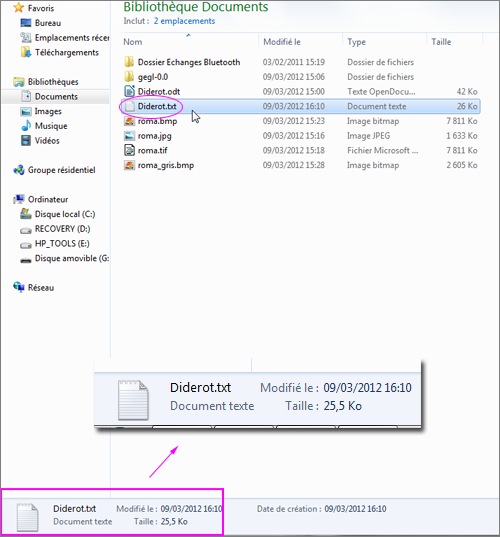 Favoris
Bureau
Emplacements récen
Téléchargements
Bibliothèques
Documents
Images
Musique
Vidéos
Groupe résidentiel
Ordinateur
Disque local (C:)
RECOVERY (D:)
HP_TOOLS (E:)
Disque amovible (G:)
Réseau
Bibliothèque Documents
Inclut : 2 emplacements
Nom Modifié le Type Taille
Dossier Echanges Bluetooth 03/02/2011 15:19 Dossier de fichiers
gegl-0.0 09/03/2012 15:20 Dossier de fichiers
Diderot.odt 09/03/2012 15:00 Texte OpenDocu... 42 Ko
Diderot.txt 09/03/2012 16:10 Document texte 26 Ko
roma.bmp 09/03/2012 15:23 Image bitmap 7 811 Ko
roma.jpg 09/03/2012 15:24 Image JPEG 1 633 Ko
roma.tif 09/03/2012 15:18 Fichier Microsoft ... 7 811 Ko
roma_gris.bmp 09/03/2012 15:28 Image bitmap 2 605 Ko
Diderot.txt Modifié le : 09/03/2012 16:10
Document texte Taille : 25,5 Ko
Diderot.txt Modifié le : 09/03/2012 16:10 Date de création : 09/03/2012 16:10
Document texte Taille : 25,5 Ko